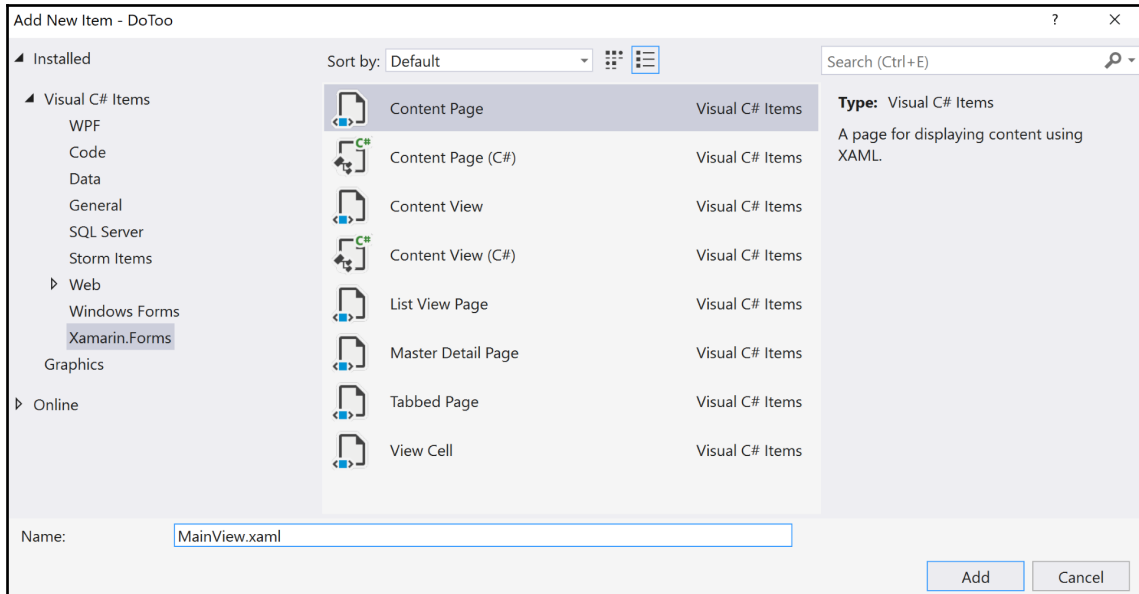 Add New Item - DoToo
? ×
Installed
Sort by: Default
Search (Ctrl+E)
Visual C# Items
WPF
Code
Data
General
SQL Server
Storm Items
Web
Windows Forms
Xamarin.Forms
Graphics
Online
Content Page Visual C# Items
C# Content Page (C#) Visual C# Items
Content View Visual C# Items
C# Content View (C#) Visual C# Items
List View Page Visual C# Items
Master Detail Page Visual C# Items
Tabbed Page Visual C# Items
View Cell Visual C# Items
Type: Visual C# Items
A page for displaying content using
XAML.
Name: MainView.xaml
Add Cancel